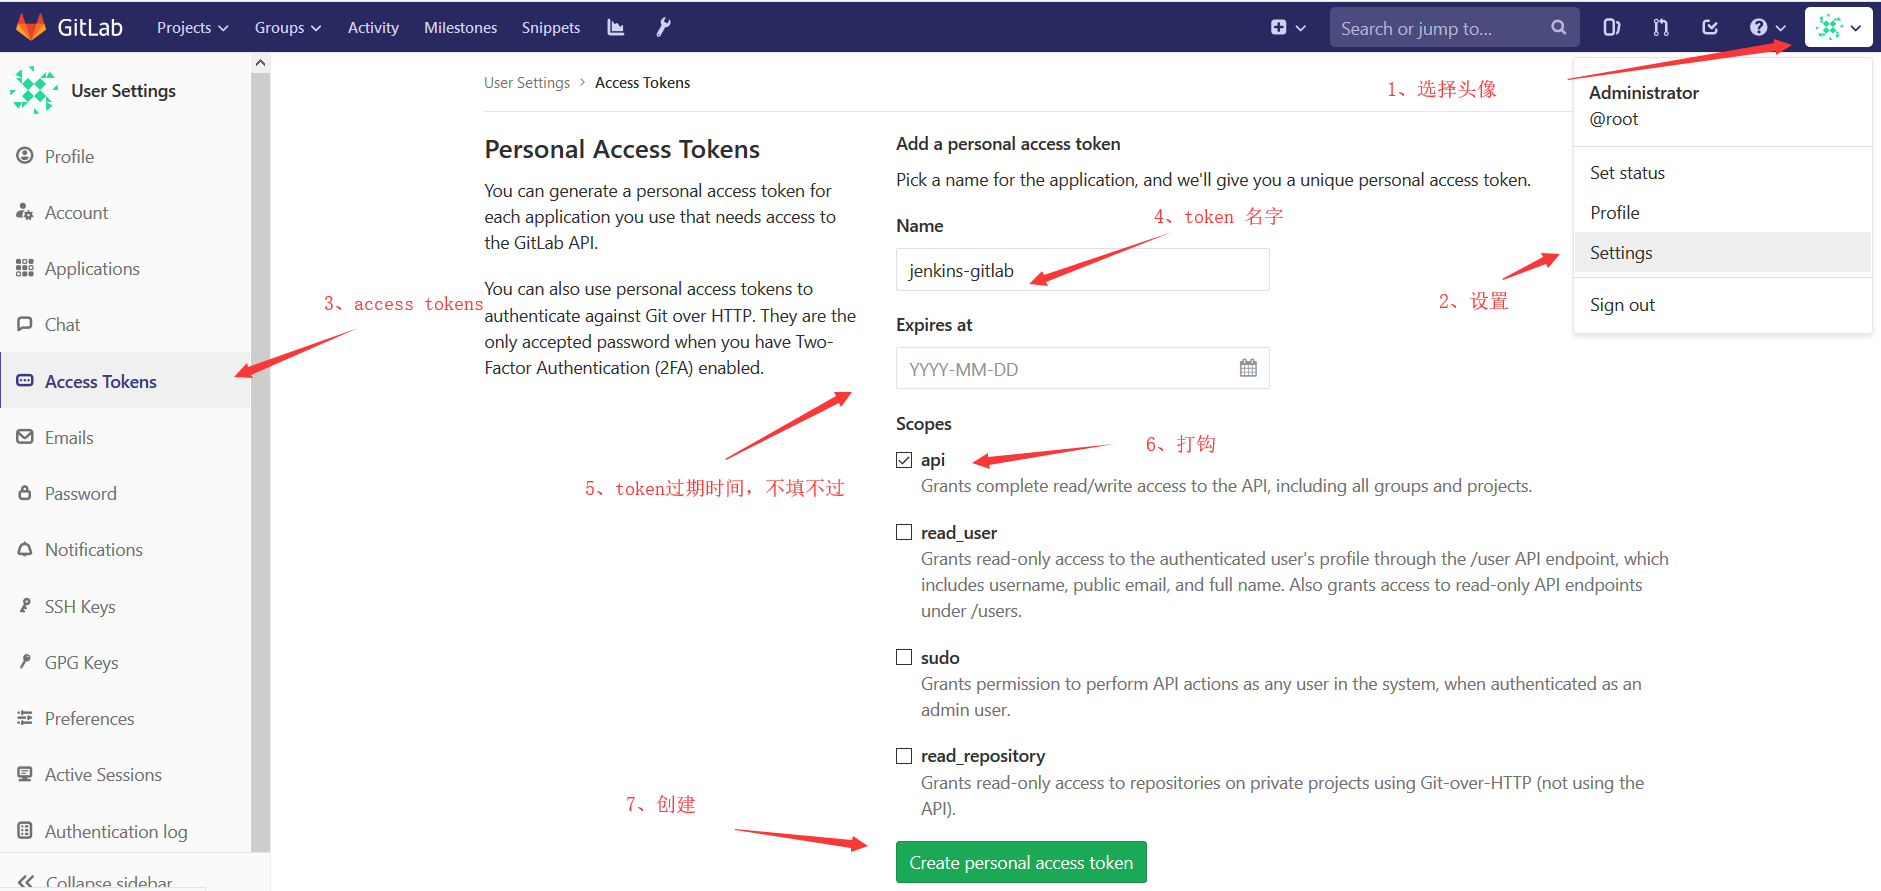 GitLab
Projects
Groups
Activity
Milestones
Snippets
Search or jump to...
User Settings
Profile
Account
Applications
Chat
Access Tokens
Emails
Password
Notifications
SSH Keys
GPG Keys
Preferences
Active Sessions
Authentication log
Collapse sidebar
User Settings > Access Tokens
Personal Access Tokens
You can generate a personal access token for
each application you use that needs access to
the GitLab API.
You can also use personal access tokens to
authenticate against Git over HTTP. They are the
only accepted password when you have Two-
Factor Authentication (2FA) enabled.
Add a personal access token
Pick a name for the application, and we'll give you a unique personal access token.
Name
jenkins-gitlab
Expires at
YYYY-MM-DD
Scopes
api
Grants complete read/write access to the API, including all groups and projects.
read_user
Grants read-only access to the authenticated user's profile through the /user API endpoint, which
includes username, public email, and full name. Also grants access to read-only API endpoints
under /users.
sudo
Grants permission to perform API actions as any user in the system, when authenticated as an
admin user.
read_repository
Grants read-only access to repositories on private projects using Git-over-HTTP (not using the
API).
Create personal access token
Administrator
@root
Set status
Profile
Settings
Sign out
1、选择头像
2、设置
3、access tokens
4、token 名字
5、token过期时间，不填不过
6、打钩
7、创建